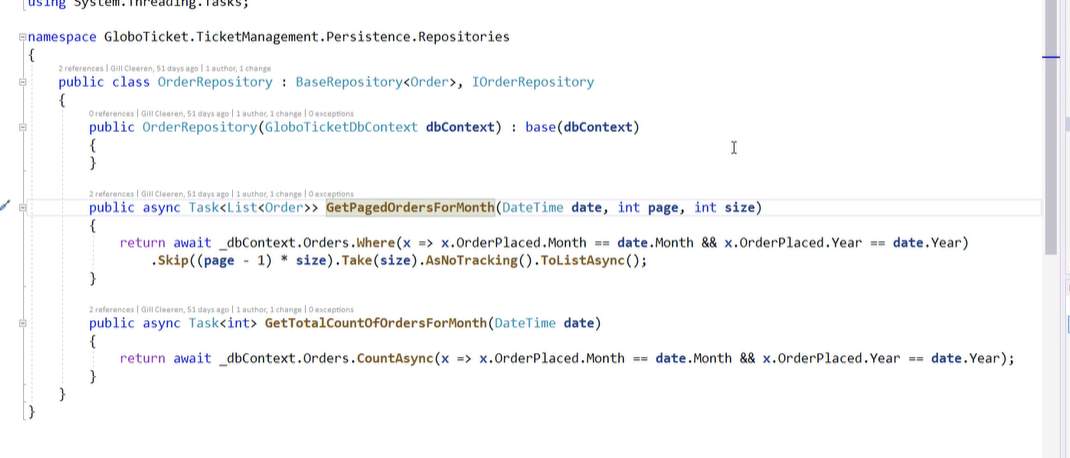 using System.Threading.Tasks;
namespace GloboTicket.TicketManagement.Persistence.Repositories
{
2 references | Gill Cleeren, 51 days ago | 1 author, 1 change
public class OrderRepository : BaseRepository<Order>, IOrderRepository
{
0 references | Gill Cleeren, 51 days ago | 1 author, 1 change | 0 exceptions
public OrderRepository(GloboTicketDbContext dbContext) : base(dbContext)
{
}
2 references | Gill Cleeren, 51 days ago | 1 author, 1 change | 0 exceptions
public async Task<List<Order>> GetPagedOrdersForMonth(DateTime date, int page, int size)
{
return await _dbContext.Orders.Where(x => x.OrderPlaced.Month == date.Month && x.OrderPlaced.Year == date.Year)
.Skip((page - 1) * size).Take(size).AsNoTracking().ToListAsync();
}
2 references | Gill Cleeren, 51 days ago | 1 author, 1 change | 0 exceptions
public async Task<int> GetTotalCountOfOrdersForMonth(DateTime date)
{
return await _dbContext.Orders.CountAsync(x => x.OrderPlaced.Month == date.Month && x.OrderPlaced.Year == date.Year);
}
}
}